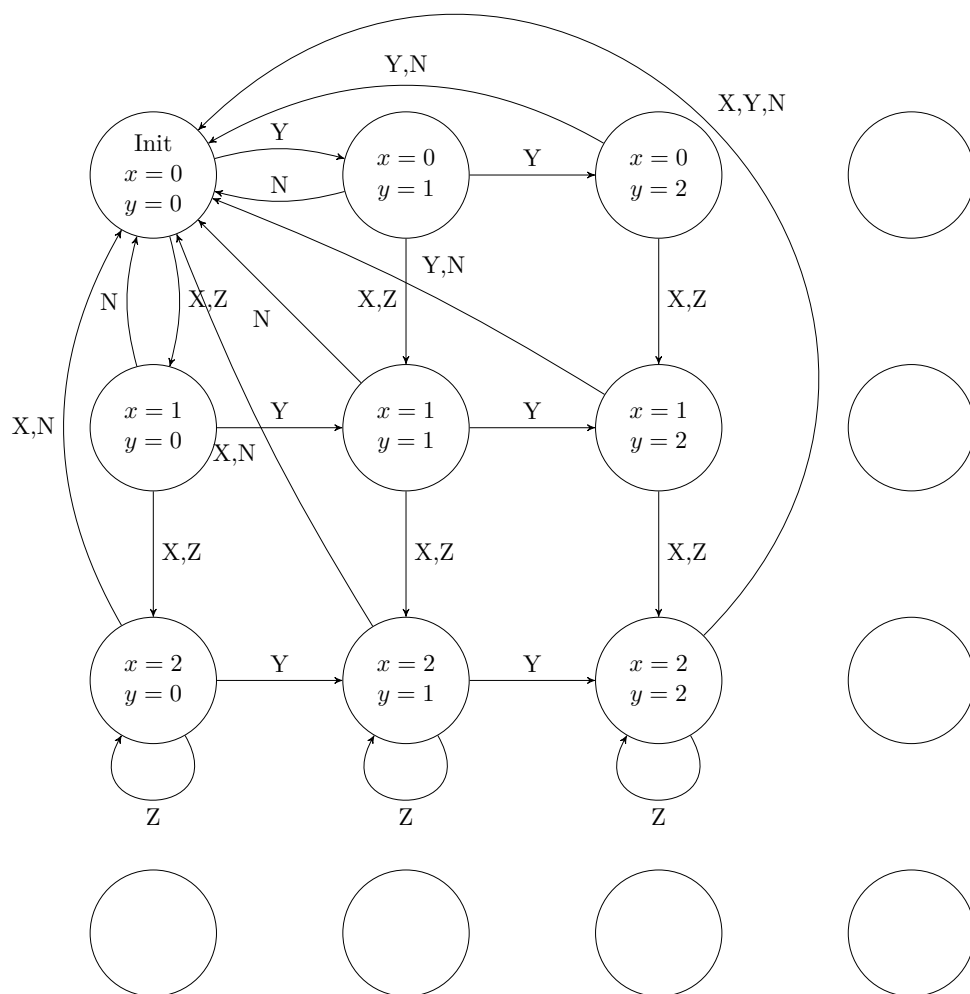 Y,N
X,Y,N
Init
x = 0
y = 0
Y
x = 0
y = 1
Y
x = 0
y = 2
N
Y,N
N
X,Z
N
X,Z
X,Z
x = 1
y = 0
Y
x = 1
y = 1
Y
x = 1
y = 2
X,N
X,N
X,Z
X,Z
X,Z
x = 2
y = 0
Y
x = 2
y = 1
Y
x = 2
y = 2
Z
Z
Z